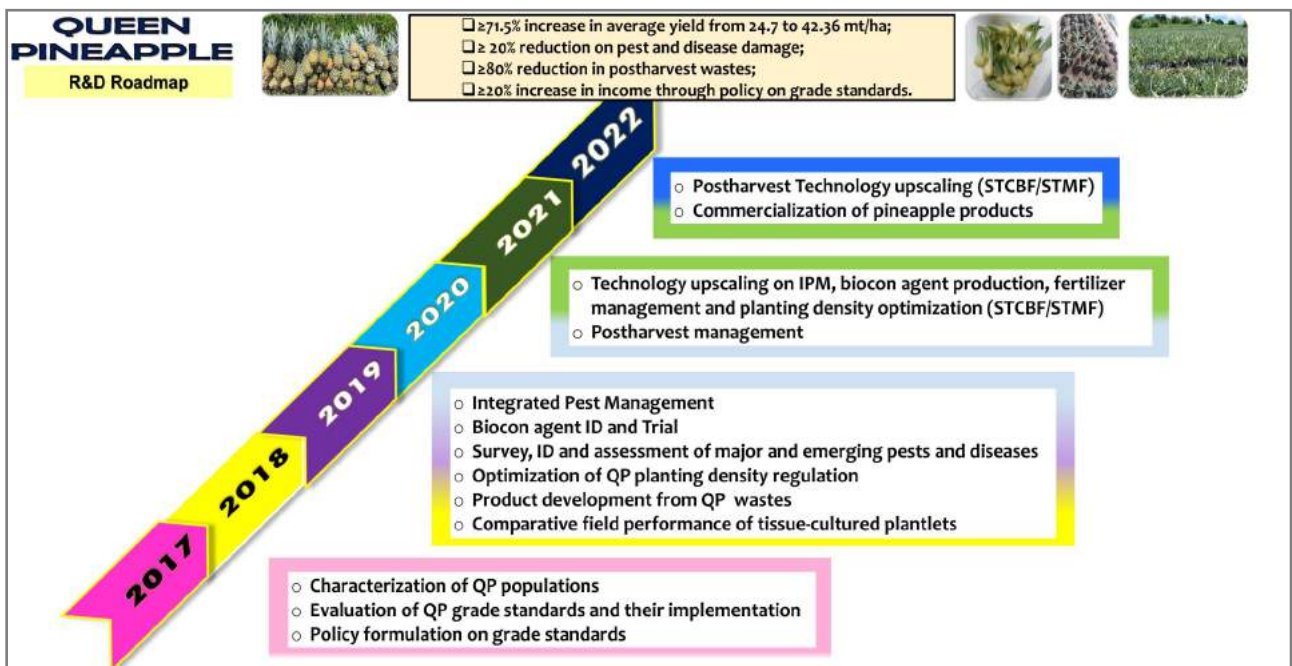 QUEEN
PINEAPPLE
R&D Roadmap
❑≥71.5% increase in average yield from 24.7 to 42.36 mt/ha;
❑≥ 20% reduction on pest and disease damage;
❑≥80% reduction in postharvest wastes;
❑≥20% increase in income through policy on grade standards.
2022
○ Postharvest Technology upscaling (STCBF/STMF)
○ Commercialization of pineapple products
2021
○ Technology upscaling on IPM, biocon agent production, fertilizer
management and planting density optimization (STCBF/STMF)
○ Postharvest management
2020
2019
○ Integrated Pest Management
○ Biocon agent ID and Trial
○ Survey, ID and assessment of major and emerging pests and diseases
○ Optimization of QP planting density regulation
○ Product development from QP wastes
○ Comparative field performance of tissue-cultured plantlets
2018
2017
○ Characterization of QP populations
○ Evaluation of QP grade standards and their implementation
○ Policy formulation on grade standards